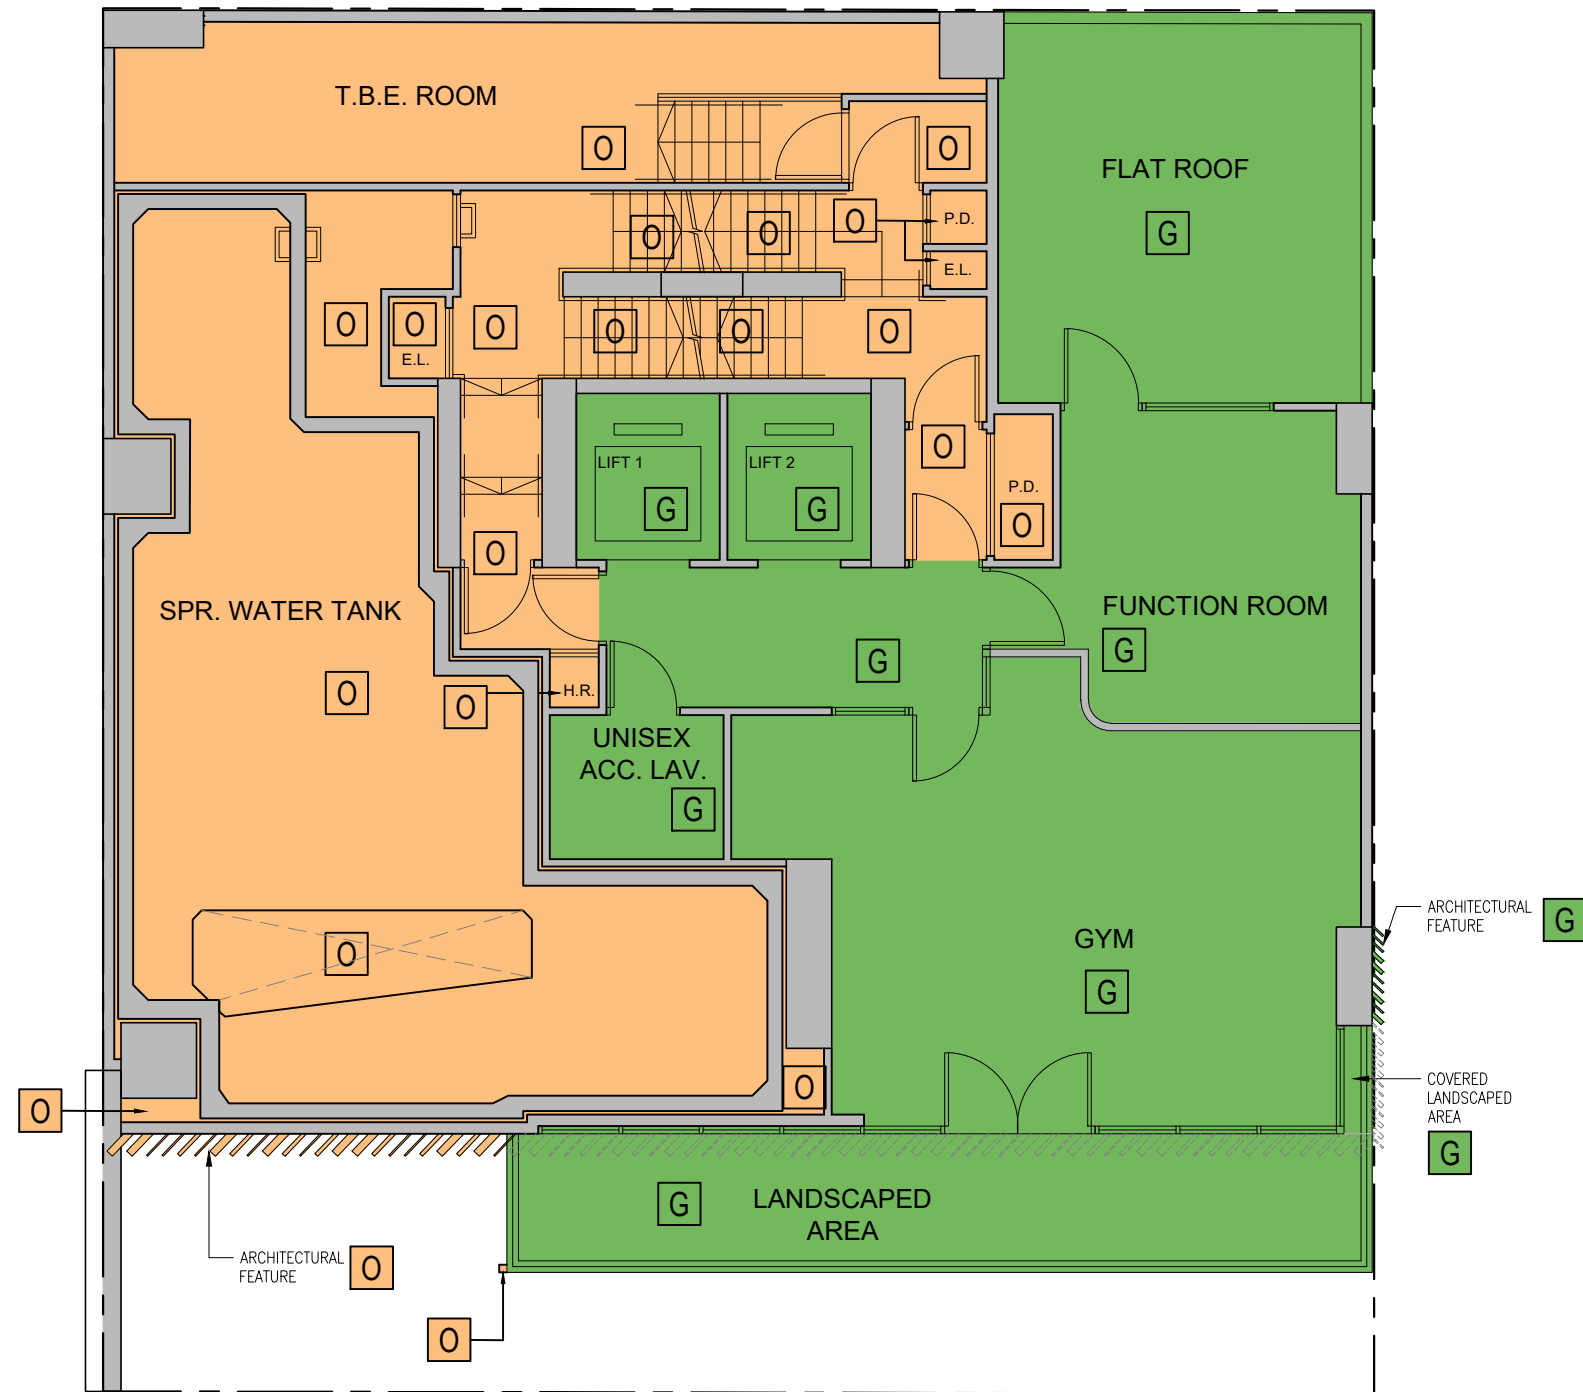 T.B.E. ROOM
O
O
FLAT ROOF
G
O
O
O
P.D.
E.L.
O
O
E.L.
O
O
O
O
LIFT 1
G
LIFT 2
G
O
P.D.
O
O
SPR. WATER TANK
O
O
H.R.
FUNCTION ROOM
G
G
UNISEX
ACC. LAV.
G
GYM
G
ARCHITECTURAL
FEATURE
G
O
O
O
COVERED
LANDSCAPED
AREA
G
G
LANDSCAPED
AREA
ARCHITECTURAL
FEATURE
O
O